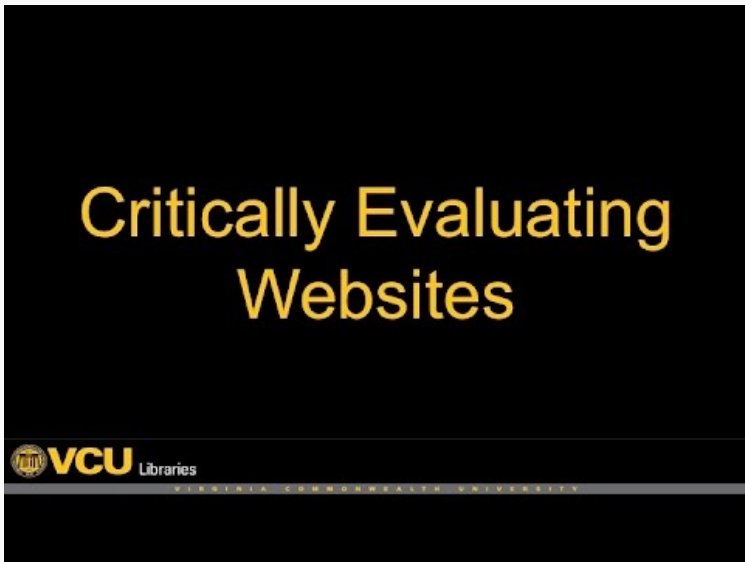 Critically Evaluating
Websites
VCU Libraries
VIRGINIA COMMONWEALTH UNIVERSITY